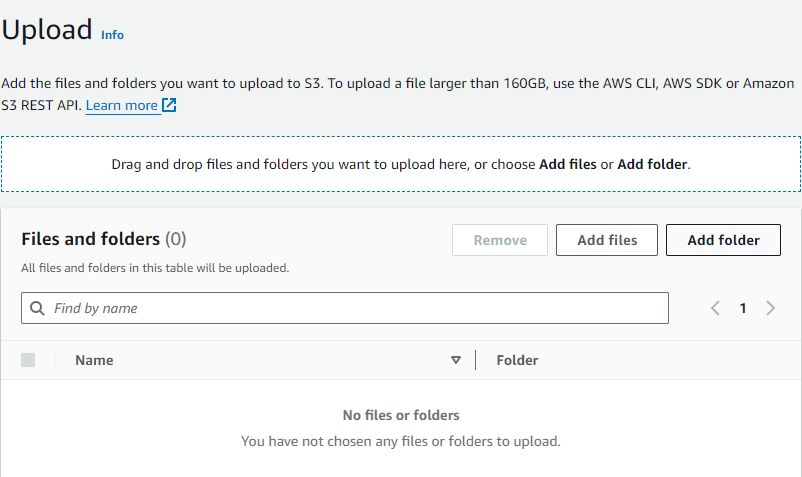 Upload Info
Add the files and folders you want to upload to S3. To upload a file larger than 160GB, use the AWS CLI, AWS SDK or Amazon
S3 REST API. Learn more
Drag and drop files and folders you want to upload here, or choose Add files or Add folder.
Files and folders (0)
Remove
Add files
Add folder
All files and folders in this table will be uploaded.
Find by name
1
Name
Folder
No files or folders
You have not chosen any files or folders to upload.